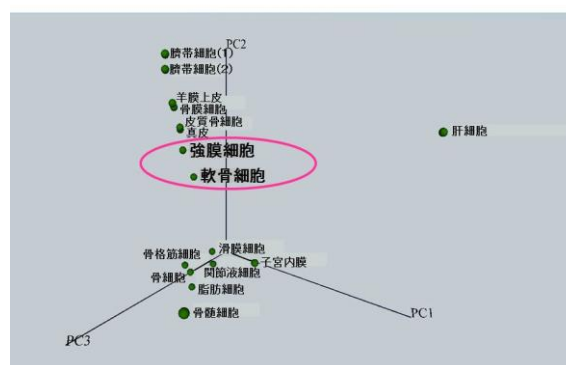 PC2
臍帯細胞(1)
臍帯細胞(2)
羊膜上皮
骨膜細胞
皮質骨細胞
真皮
肝細胞
強膜細胞
軟骨細胞
滑膜細胞
骨格筋細胞
子宮内膜
関節液細胞
骨細胞
脂肪細胞
骨髄細胞
PC1
PC3